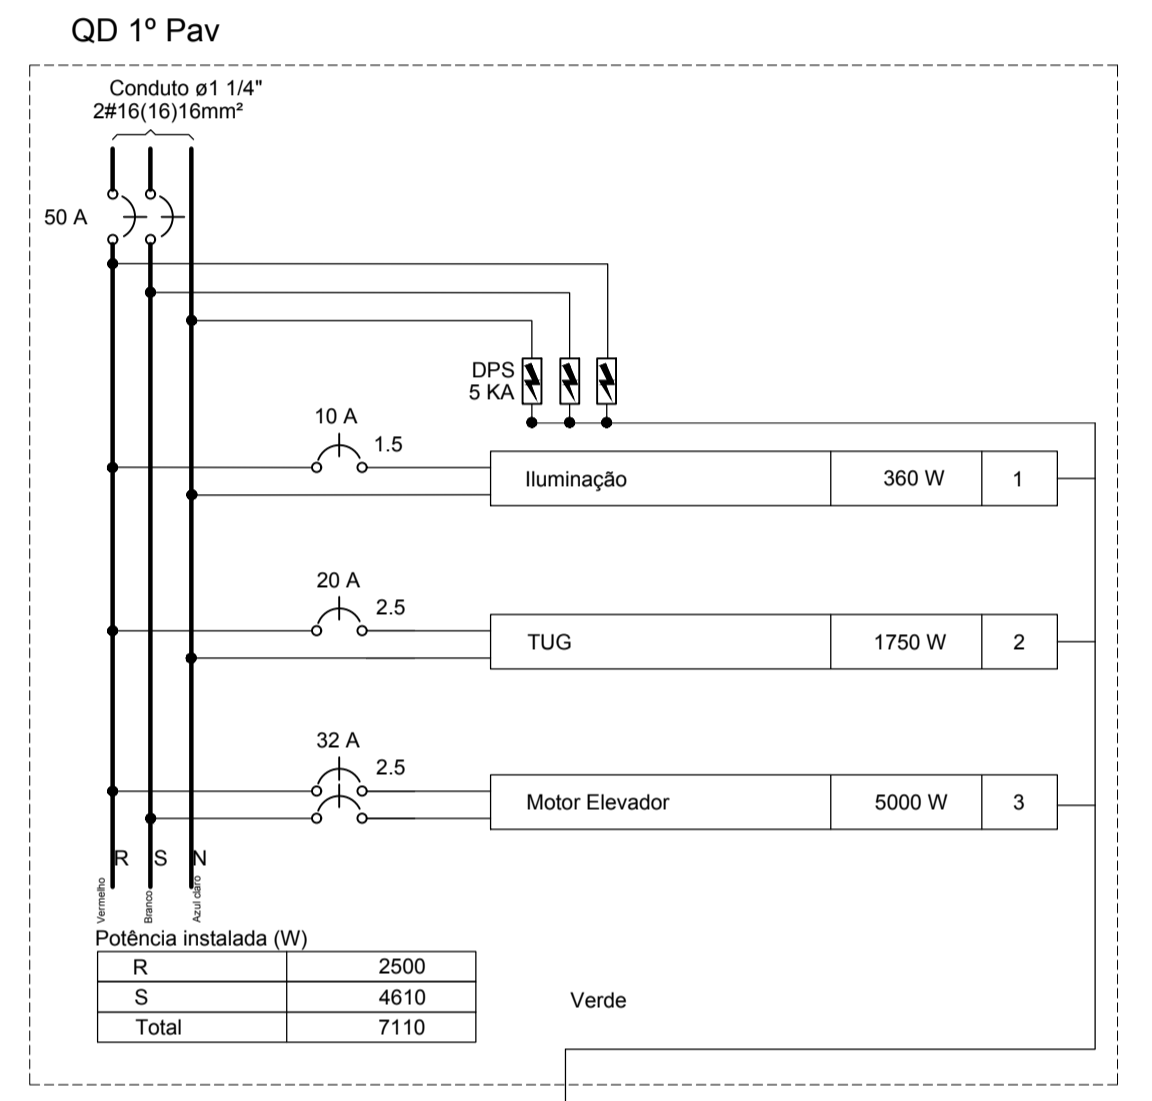 QD 1º Pav
Conduto ø1 1/4"
2#16(16)16mm²
50 A
DPS
5 KA
10 A
1.5
Iluminação 360 W 1
20 A
2.5
TUG 1750 W 2
32 A
2.5
Motor Elevador 5000 W 3
R S N
Vermelho Branco Azul claro
Potência instalada (W)
R 2500
S 4610
Total 7110
Verde